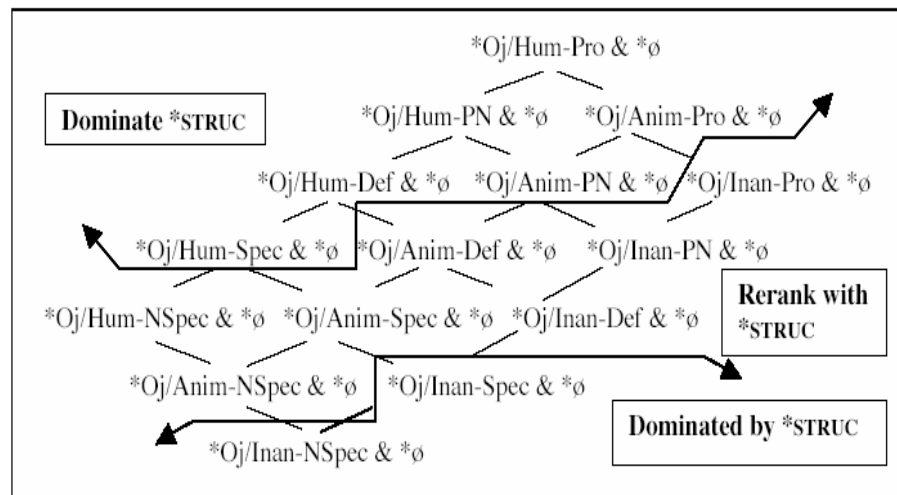 *Oj/Hum-Pro & *ø
Dominate *STRUC
*Oj/Hum-PN & *ø *Oj/Anim-Pro & *ø
*Oj/Hum-Def & *ø *Oj/Anim-PN & *ø *Oj/Inan-Pro & *ø
*Oj/Hum-Spec & *ø *Oj/Anim-Def & *ø *Oj/Inan-PN & *ø
Rerank with
*STRUC
*Oj/Hum-NSpec & *ø *Oj/Anim-Spec & *ø *Oj/Inan-Def & *ø
*Oj/Anim-NSpec & *ø *Oj/Inan-Spec & *ø
Dominated by *STRUC
*Oj/Inan-NSpec & *ø